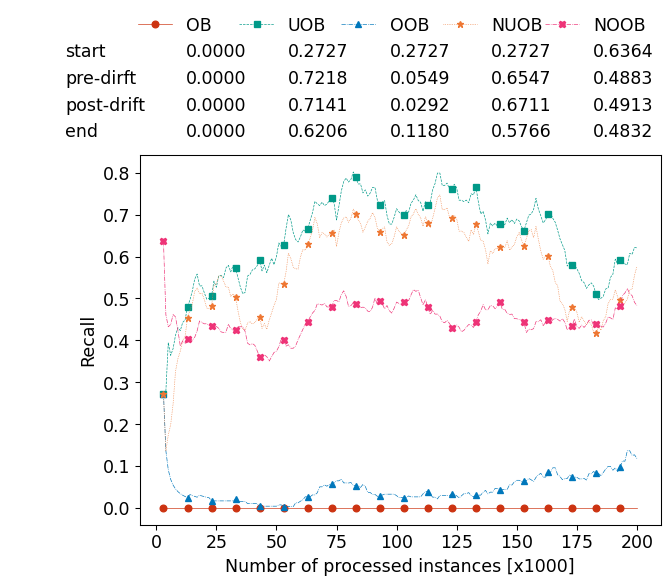 OB UOB OOB NUOB NOOB
start 0.0000 0.2727 0.2727 0.2727 0.6364
pre-dirft 0.0000 0.7218 0.0549 0.6547 0.4883
post-drift 0.0000 0.7141 0.0292 0.6711 0.4913
end 0.0000 0.6206 0.1180 0.5766 0.4832
0.8
0.7
0.6
0.5
0.4
0.3
0.2
0.1
0.0
Recall
0 25 50 75 100 125 150 175 200
Number of processed instances [x1000]